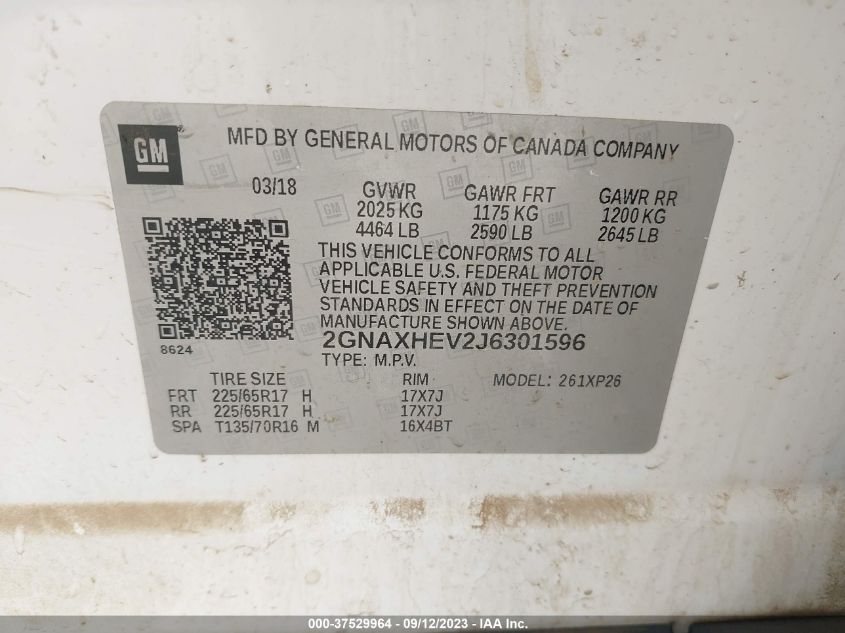 GM
MFD BY GENERAL MOTORS OF CANADA COMPANY
03/18 GVWR GAWR FRT GAWR RR
2025 KG 1175 KG 1200 KG
4464 LB 2590 LB 2645 LB
THIS VEHICLE CONFORMS TO ALL
APPLICABLE U.S. FEDERAL MOTOR
VEHICLE SAFETY AND THEFT PREVENTION
STANDARDS IN EFFECT ON THE DATE OF
MANUFACTURE SHOWN ABOVE.
8624 2GNAXHEV2J6301596
TYPE: M.P.V.
TIRE SIZE RIM MODEL: 261XP26
FRT 225/65R17 H 17X7J
RR 225/65R17 H 17X7J
SPA T135/70R16 M 16X4BT
000-37529964 - 09/12/2023 - IAA Inc.